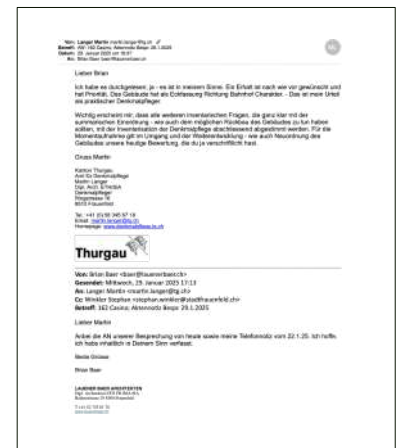 Von: Langer Martin martin.langer@tg.ch
Betreff: AW: 162 Casino; Aktennotiz Bespr. 29.1.2025
Datum: 29. Januar 2025 um
An: Brian Baer baer@lauenerbaer.ch
ML
Lieber Brian
Ich habe es durchgelesen, ja - es ist in meinem Sinne. Ein Erhalt ist nach wie vor gewünscht und
hat Priorität. Das Gebäude hat als Eckfassung Richtung Bahnhof Charakter. - Das ist mein Urteil
als praktischer Denkmalpfleger.
Wichtig erscheint mir, dass alle weiteren inventarischen Fragen, die ganz klar mit der
summarischen Einordnung - wie auch dem möglichen Rückbau des Gebäudes zu tun haben
sollten, mit der Inventarisation der Denkmalpflege abschliessend abgestimmt werden. Für die
Momentaufnahme gilt im Umgang und der Weiterentwicklung - wie auch Neuordnung des
Gebäudes unsere heutige Bewertung, die du ja verschriftlicht hast.
Gruss Martin
Kanton Thurgau
Amt für Denkmalpflege
Martin Langer
Dipl. Arch. ETH/SIA
Denkmalpfleger
Ringstrasse 16
8510 Frauenfeld
Tel. +41 (0)58 345 67 18
Email: martin.langer@tg.ch
Homepage: www.denkmalpflege.tg.ch
Thurgau
Von: Brian Baer <baer@lauenerbaer.ch>
Gesendet: Mittwoch, 29. Januar 2025 17:13
An: Langer Martin <martin.langer@tg.ch>
Cc: Winkler Stephan <stephan.winkler@stadtfrauenfeld.ch>
Betreff: 162 Casino; Aktennotiz Bespr. 29.1.2025
Lieber Martin
Anbei die AN unserer Besprechung von heute sowie meine Telefonnotiz vom 22.1.25. Ich hoffe,
ich habe inhaltlich in Deinem Sinn verfasst.
Beste Grüsse
Brian Baer
LAUENER BAER ARCHITEKTEN